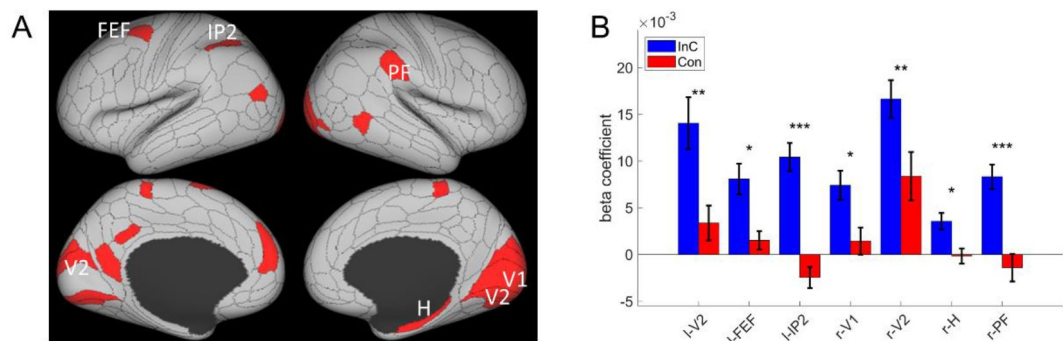 A
FEF
IP2
PF
V2
H
V1
V2
B
×10⁻³
InC
Con
beta coefficient
20
15
10
5
0
-5
**
*
***
*
**
*
***
l-V2
l-FEF
l-IP2
r-V1
r-V2
r-H
r-PF